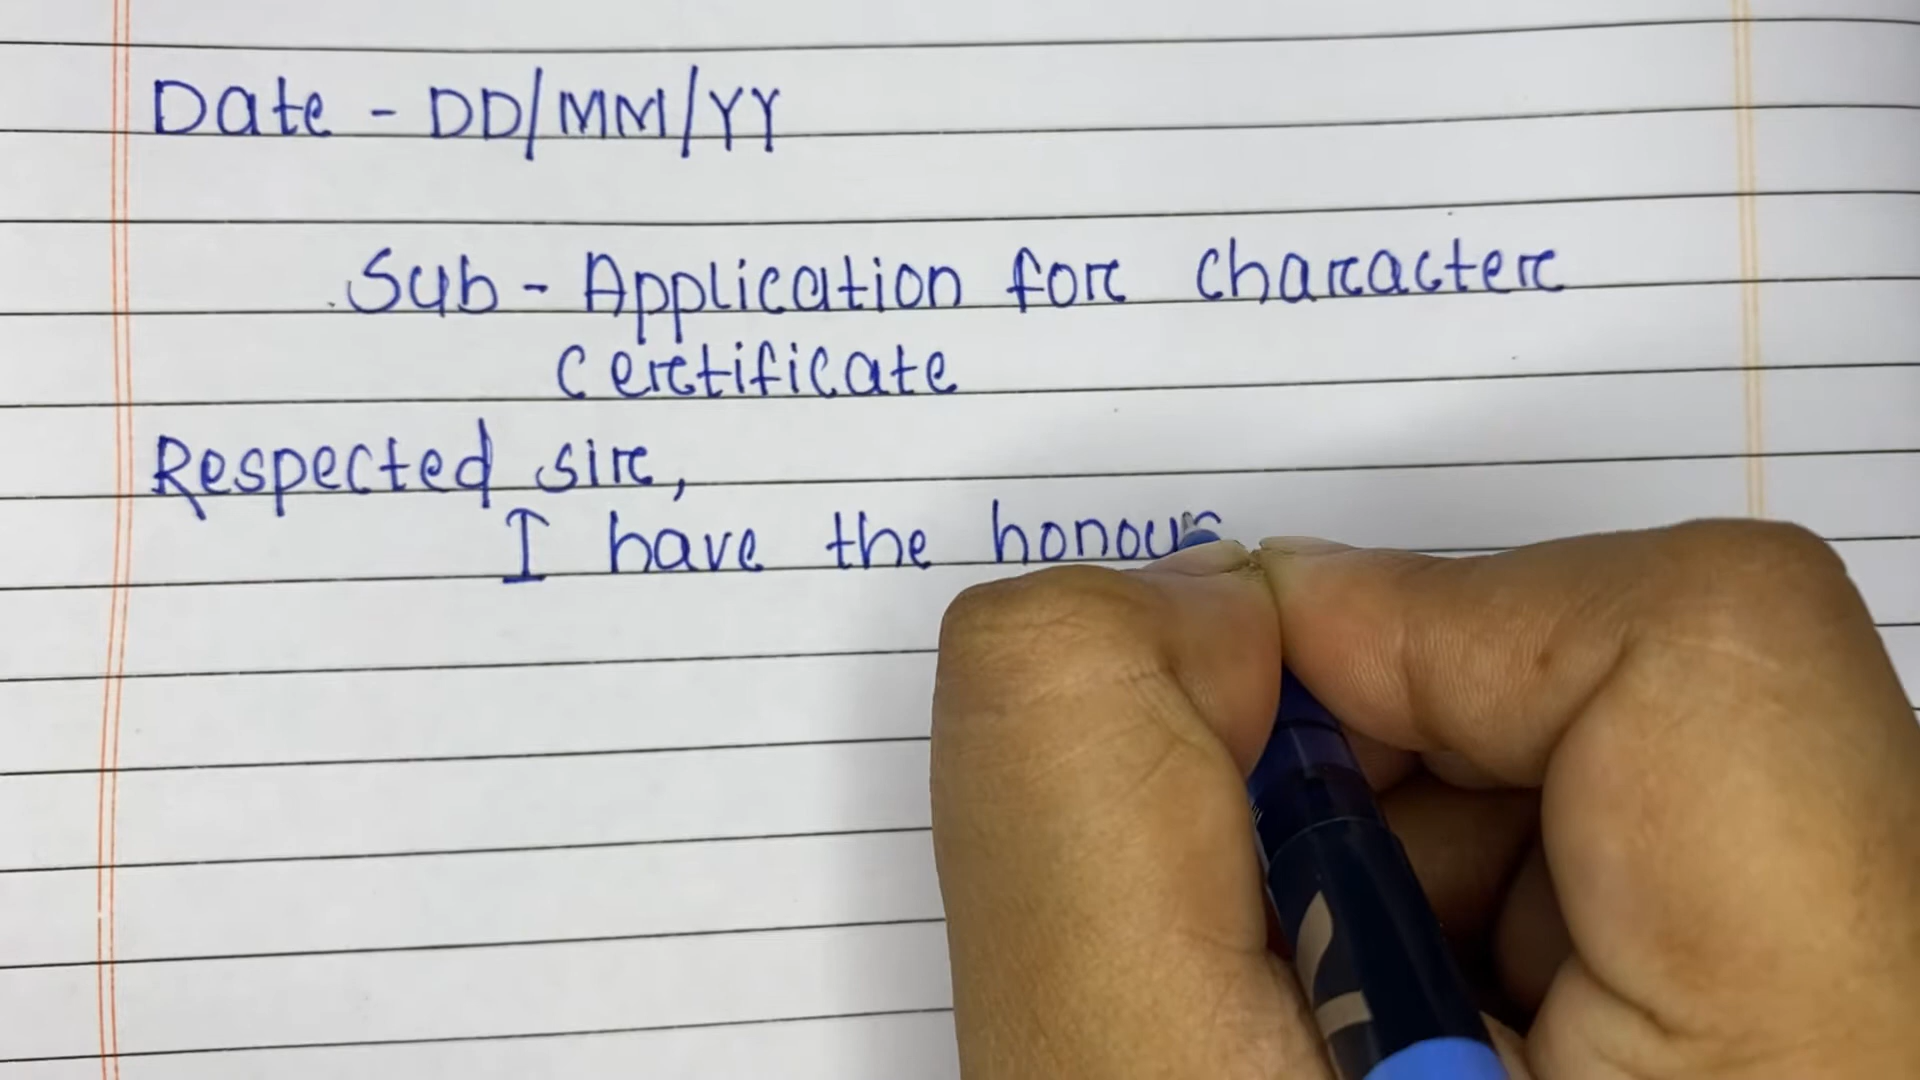 Date - DD/MM/YY
Sub - Application for character
certificate
Respected sir,
I have the honour